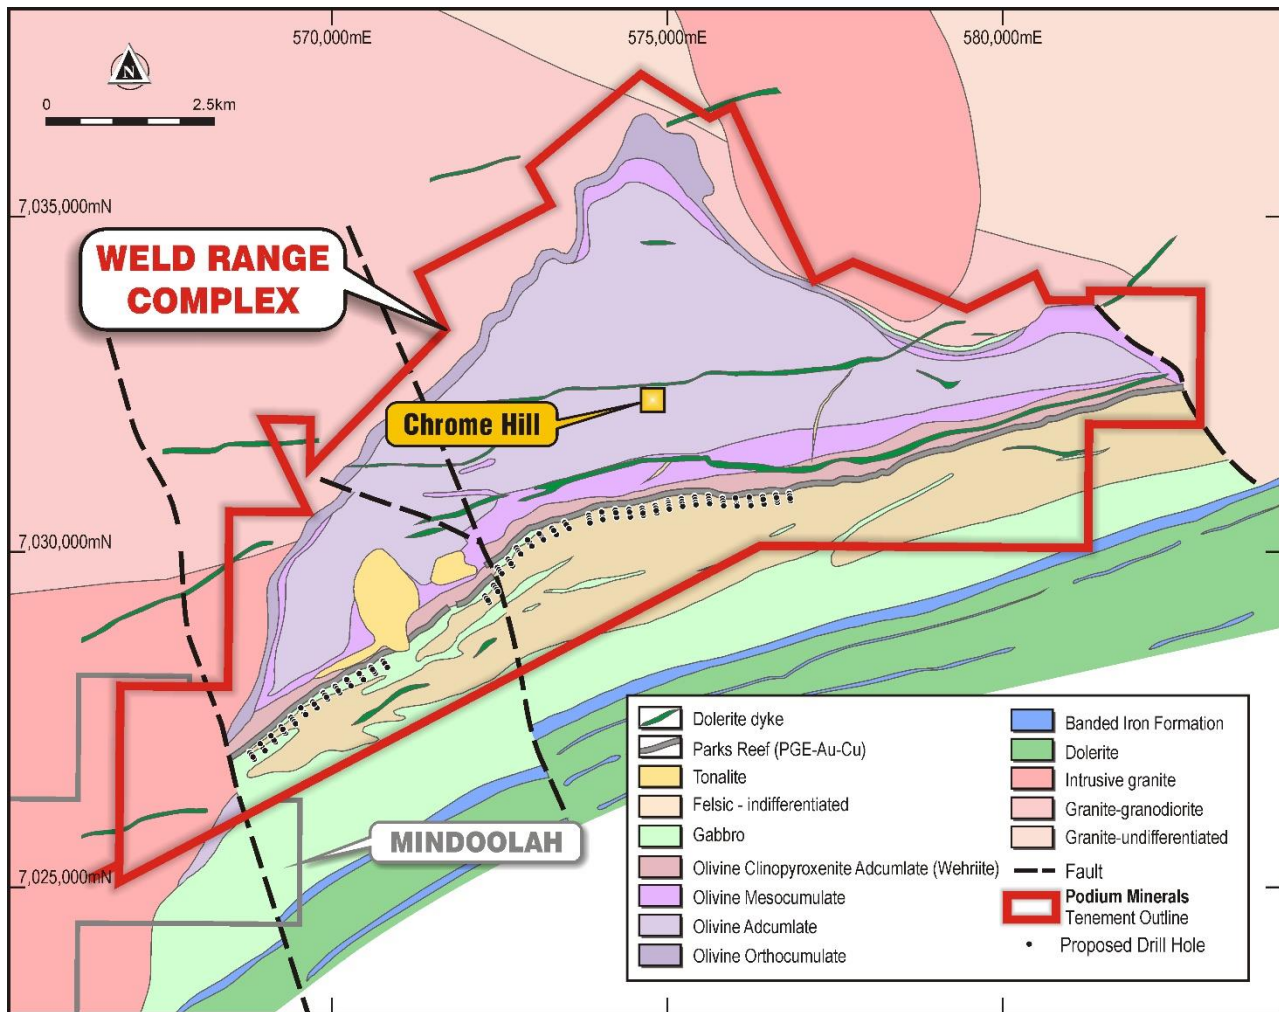 570,000mE
575,000mE
580,000mE
N
0
2.5km
7,035,000mN
WELD RANGE
COMPLEX
Chrome Hill
7,030,000mN
MINDOOLAH
7,025,000mN
Dolerite dyke
Parks Reef (PGE-Au-Cu)
Tonalite
Felsic - indifferentiated
Gabbro
Olivine Clinopyroxenite Adcumlate (Wehriite)
Olivine Mesocumulate
Olivine Adcumlate
Olivine Orthocumulate
Banded Iron Formation
Dolerite
Intrusive granite
Granite-granodiorite
Granite-undifferentiated
Fault
Podium Minerals
Tenement Outline
Proposed Drill Hole